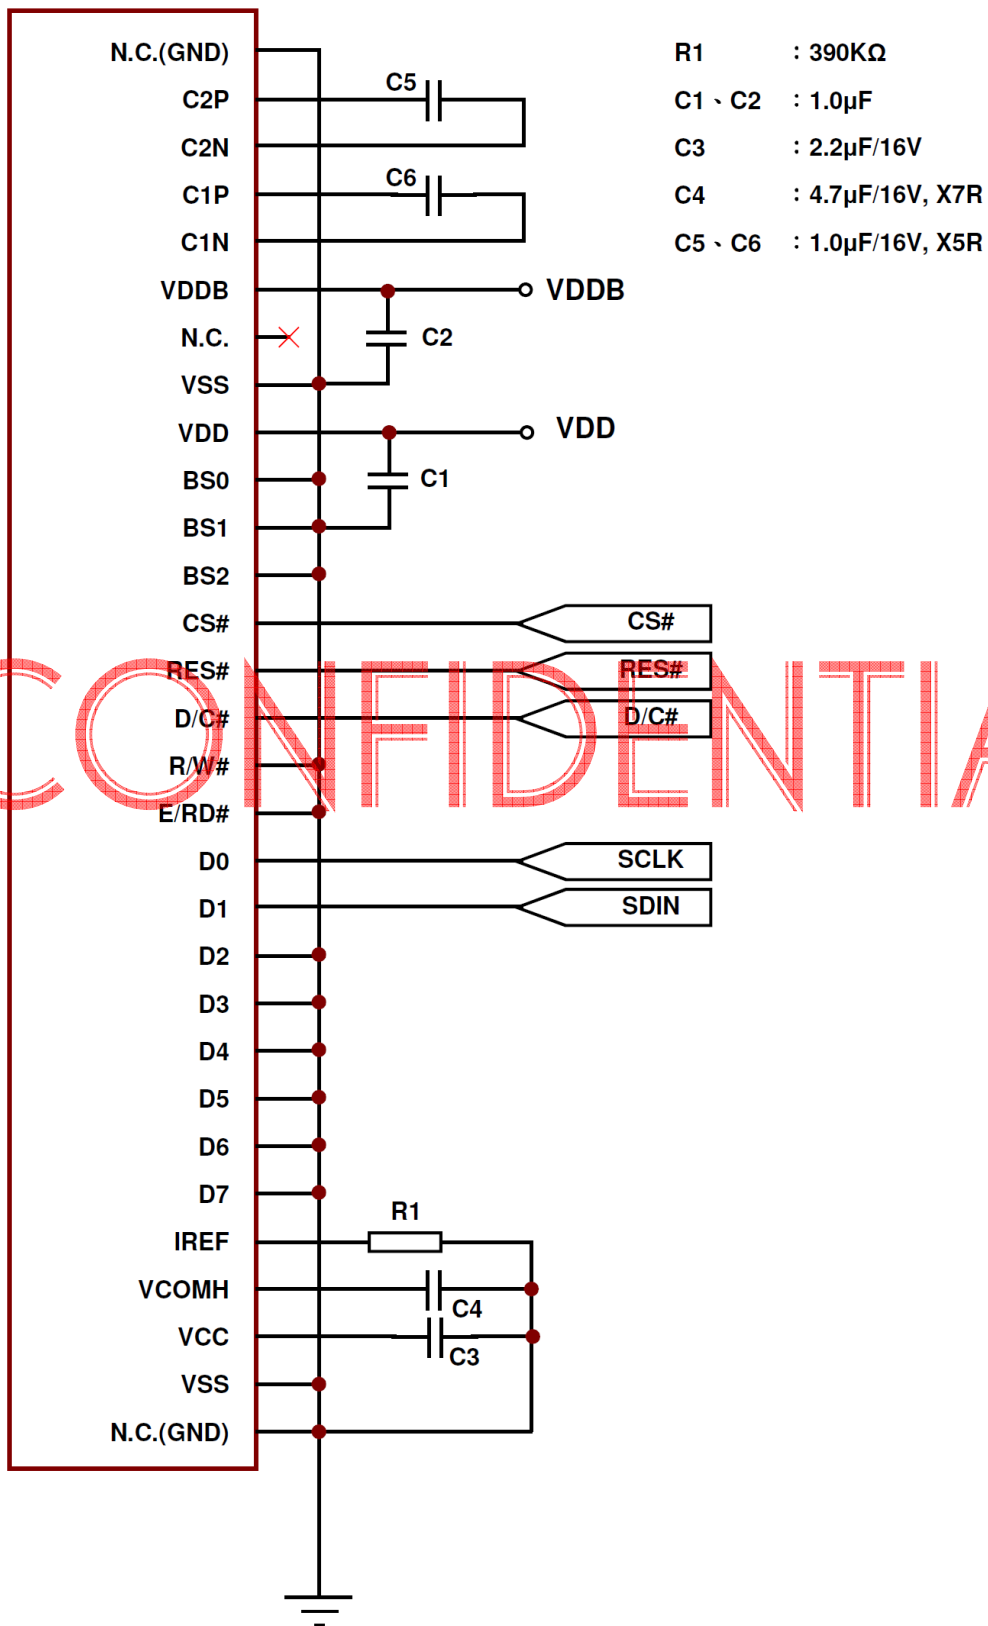 N.C.(GND)
R1 : 390KΩ
C5
C2P
C1、C2 : 1.0µF
C2N
C3 : 2.2µF/16V
C6
C1P
C4 : 4.7µF/16V, X7R
C1N
C5、C6 : 1.0µF/16V, X5R
VDDB
VDDB
N.C.
C2
VSS
VDD
VDD
BS0
C1
BS1
BS2
CS#
CS#
RES#
RES#
D/C#
D/C#
CONFIDENTIA
R/W#
E/RD#
D0
SCLK
D1
SDIN
D2
D3
D4
D5
D6
D7
R1
IREF
VCOMH
C4
VCC
C3
VSS
N.C.(GND)